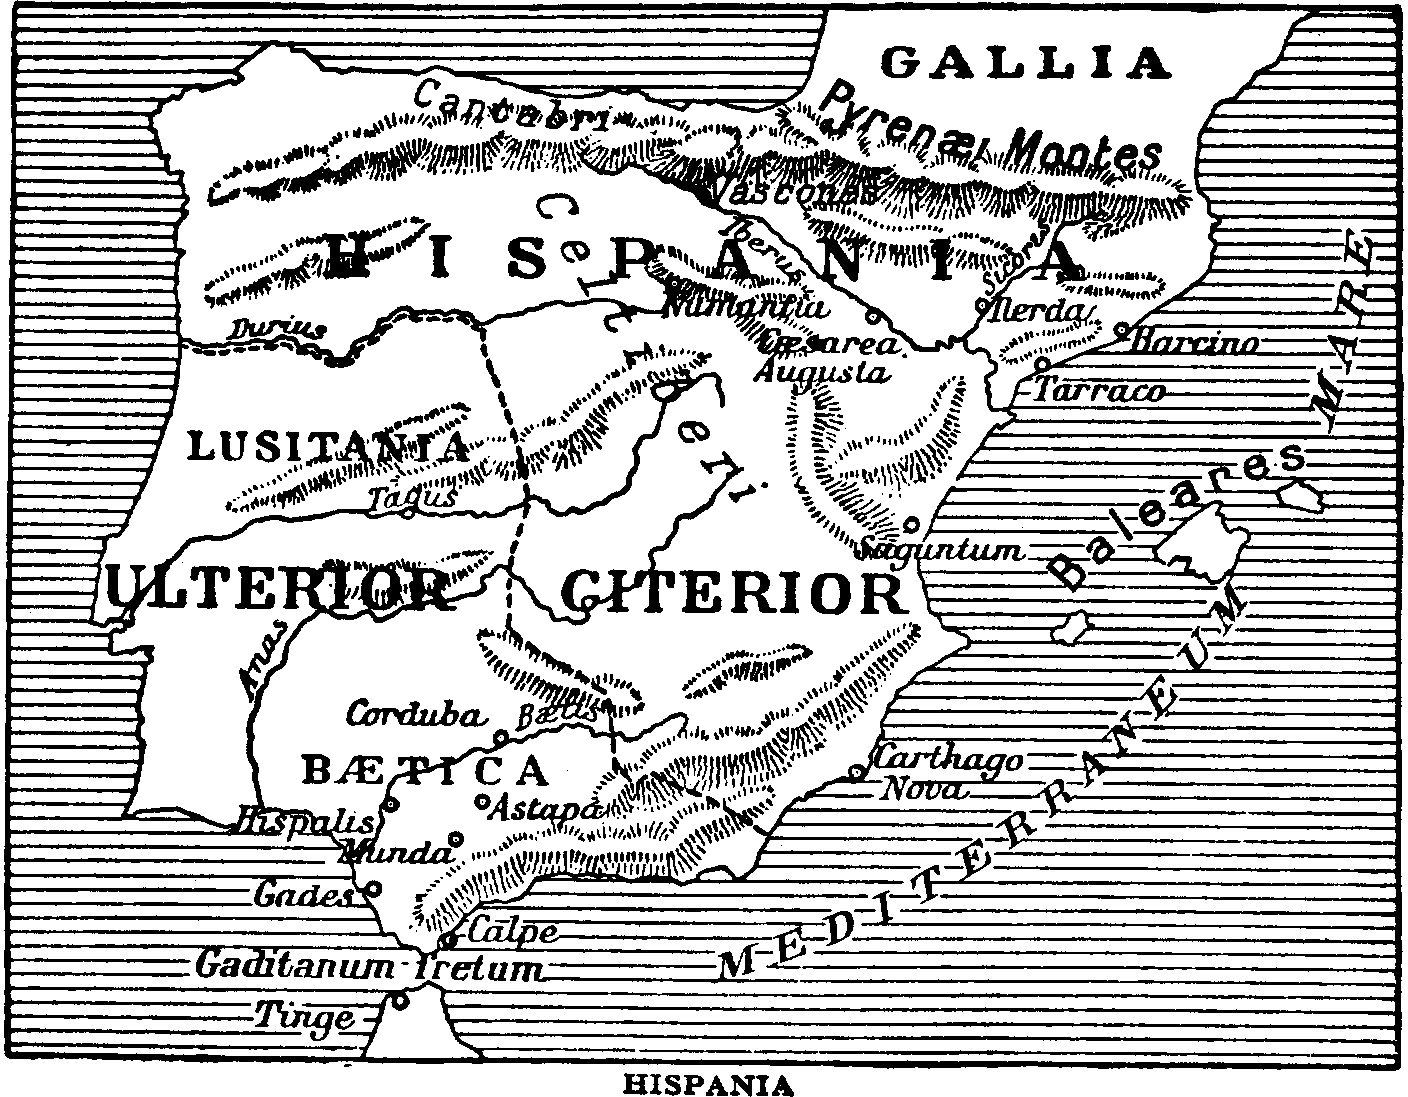 GALLIA
Cantabri
Pyrenæi Montes
Vascones
HISPANIA
Iberus
Sicores
Numantia
Ilerda
Durius
Cæsarea
Augusta
Barcino
Tarraco
Celtiberi
LUSITANIA
Tagus
Saguntum
Baleares
MARE
MEDITERRANEUM
ULTERIOR
CITERIOR
Anas
Corduba
Bætis
BÆTICA
Carthago
Nova
Hispalis
Astapa
Munda
Gades
Calpe
Gaditanum Fretum
Tinge
HISPANIA